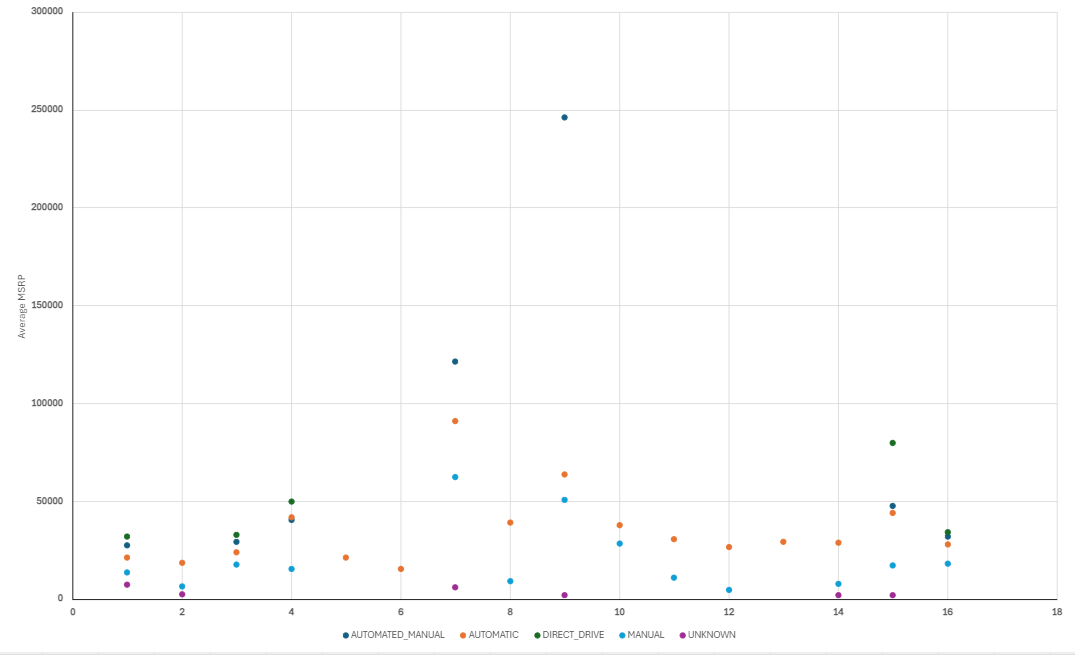 300000
250000
200000
150000
100000
50000
0
Average MSRP
0 2 4 6 8 10 12 14 16 18
AUTOMATED_MANUAL AUTOMATIC DIRECT_DRIVE MANUAL UNKNOWN